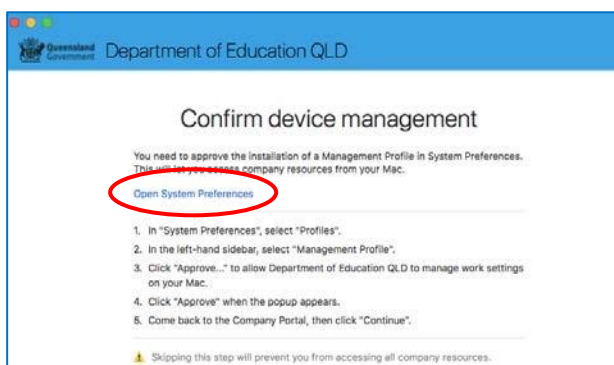 Queensland
Government
Department of Education QLD
Confirm device management
You need to approve the installation of a Management Profile in System Preferences.
This will let you access company resources from your Mac.
Open System Preferences
1. In "System Preferences", select "Profiles".
2. In the left-hand sidebar, select "Management Profile".
3. Click "Approve..." to allow Department of Education QLD to manage work settings
on your Mac.
4. Click "Approve" when the popup appears.
5. Come back to the Company Portal, then click "Continue".
⚠ Skipping this step will prevent you from accessing all company resources.